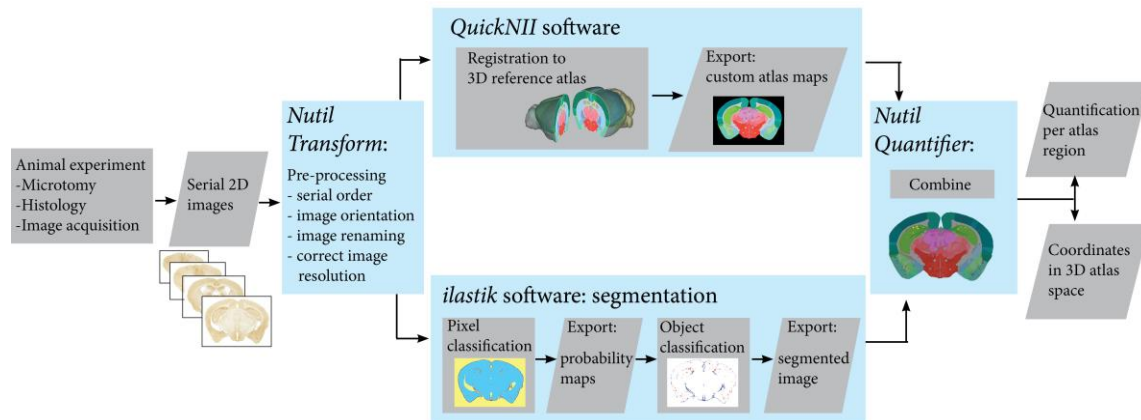 Animal experiment
-Microtomy
-Histology
-Image acquisition
Serial 2D
images
Nutil
Transform:
Pre-processing
- serial order
- image orientation
- image renaming
- correct image
resolution
QuickNII software
Registration to
3D reference atlas
Export:
custom atlas maps
ilastik software: segmentation
Pixel
classification
Export:
probability
maps
Object
classification
Export:
segmented
image
Nutil
Quantifier:
Combine
Quantification
per atlas
region
Coordinates
in 3D atlas
space